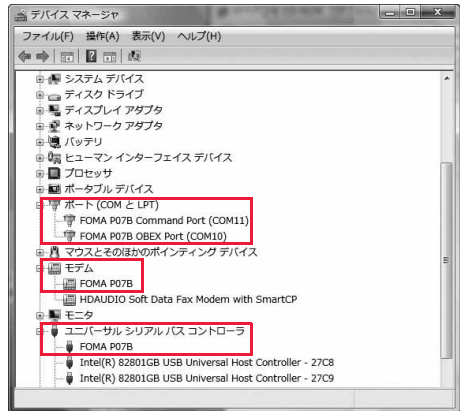 デバイス マネージャ
ファイル(F) 操作(A) 表示(V) ヘルプ(H)
システム デバイス
ディスク ドライブ
ディスプレイ アダプタ
ネットワーク アダプタ
バッテリ
ヒューマン インターフェイス デバイス
プロセッサ
ポータブル デバイス
ポート (COM と LPT)
FOMA P07B Command Port (COM11)
FOMA P07B OBEX Port (COM10)
マウスとそのほかのポインティング デバイス
モデム
FOMA P07B
HDAUDIO Soft Data Fax Modem with SmartCP
モニタ
ユニバーサル シリアル バス コントローラ
FOMA P07B
Intel(R) 82801GB USB Universal Host Controller - 27C8
Intel(R) 82801GB USB Universal Host Controller - 27C9